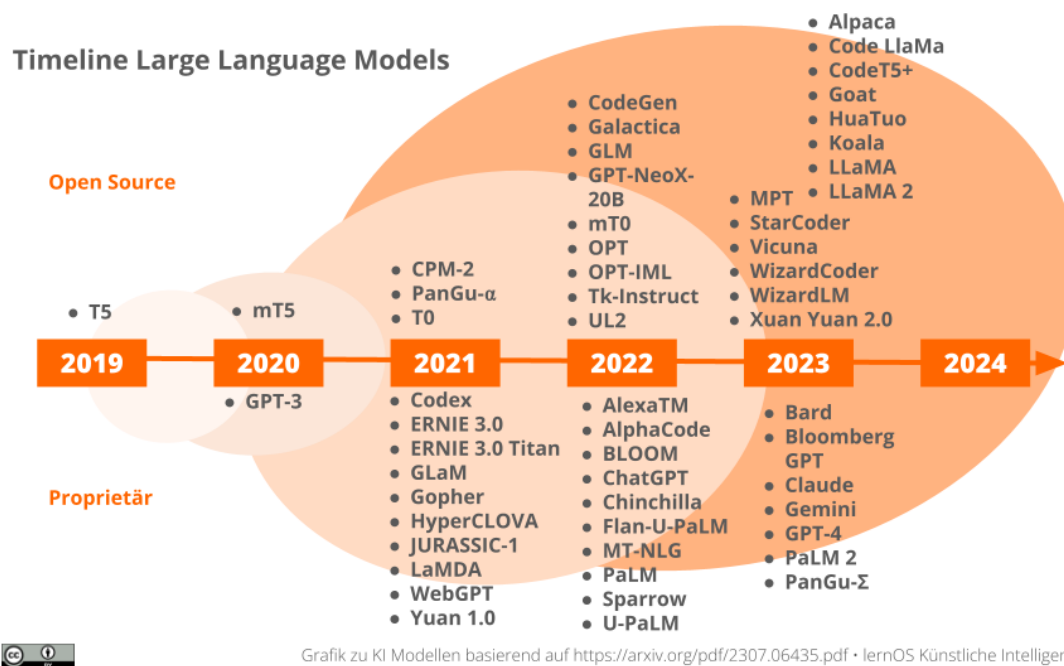 Timeline Large Language Models
Open Source
Proprietär
2019
2020
2021
2022
2023
2024
● T5
● mT5
● CPM-2
● PanGu-α
● T0
● CodeGen
● Galactica
● GLM
● GPT-NeoX-
20B
● mT0
● OPT
● OPT-IML
● Tk-Instruct
● UL2
● Alpaca
● Code LlaMa
● CodeT5+
● Goat
● HuaTuo
● Koala
● LLaMA
● LLaMA 2
● MPT
● StarCoder
● Vicuna
● WizardCoder
● WizardLM
● Xuan Yuan 2.0
● GPT-3
● Codex
● ERNIE 3.0
● ERNIE 3.0 Titan
● GLaM
● Gopher
● HyperCLOVA
● JURASSIC-1
● LaMDA
● WebGPT
● Yuan 1.0
● AlexaTM
● AlphaCode
● BLOOM
● ChatGPT
● Chinchilla
● Flan-U-PaLM
● MT-NLG
● PaLM
● Sparrow
● U-PaLM
● Bard
● Bloomberg
GPT
● Claude
● Gemini
● GPT-4
● PaLM 2
● PanGu-Σ
cc
BY
Grafik zu KI Modellen basierend auf https://arxiv.org/pdf/2307.06435.pdf • lernOS Künstliche